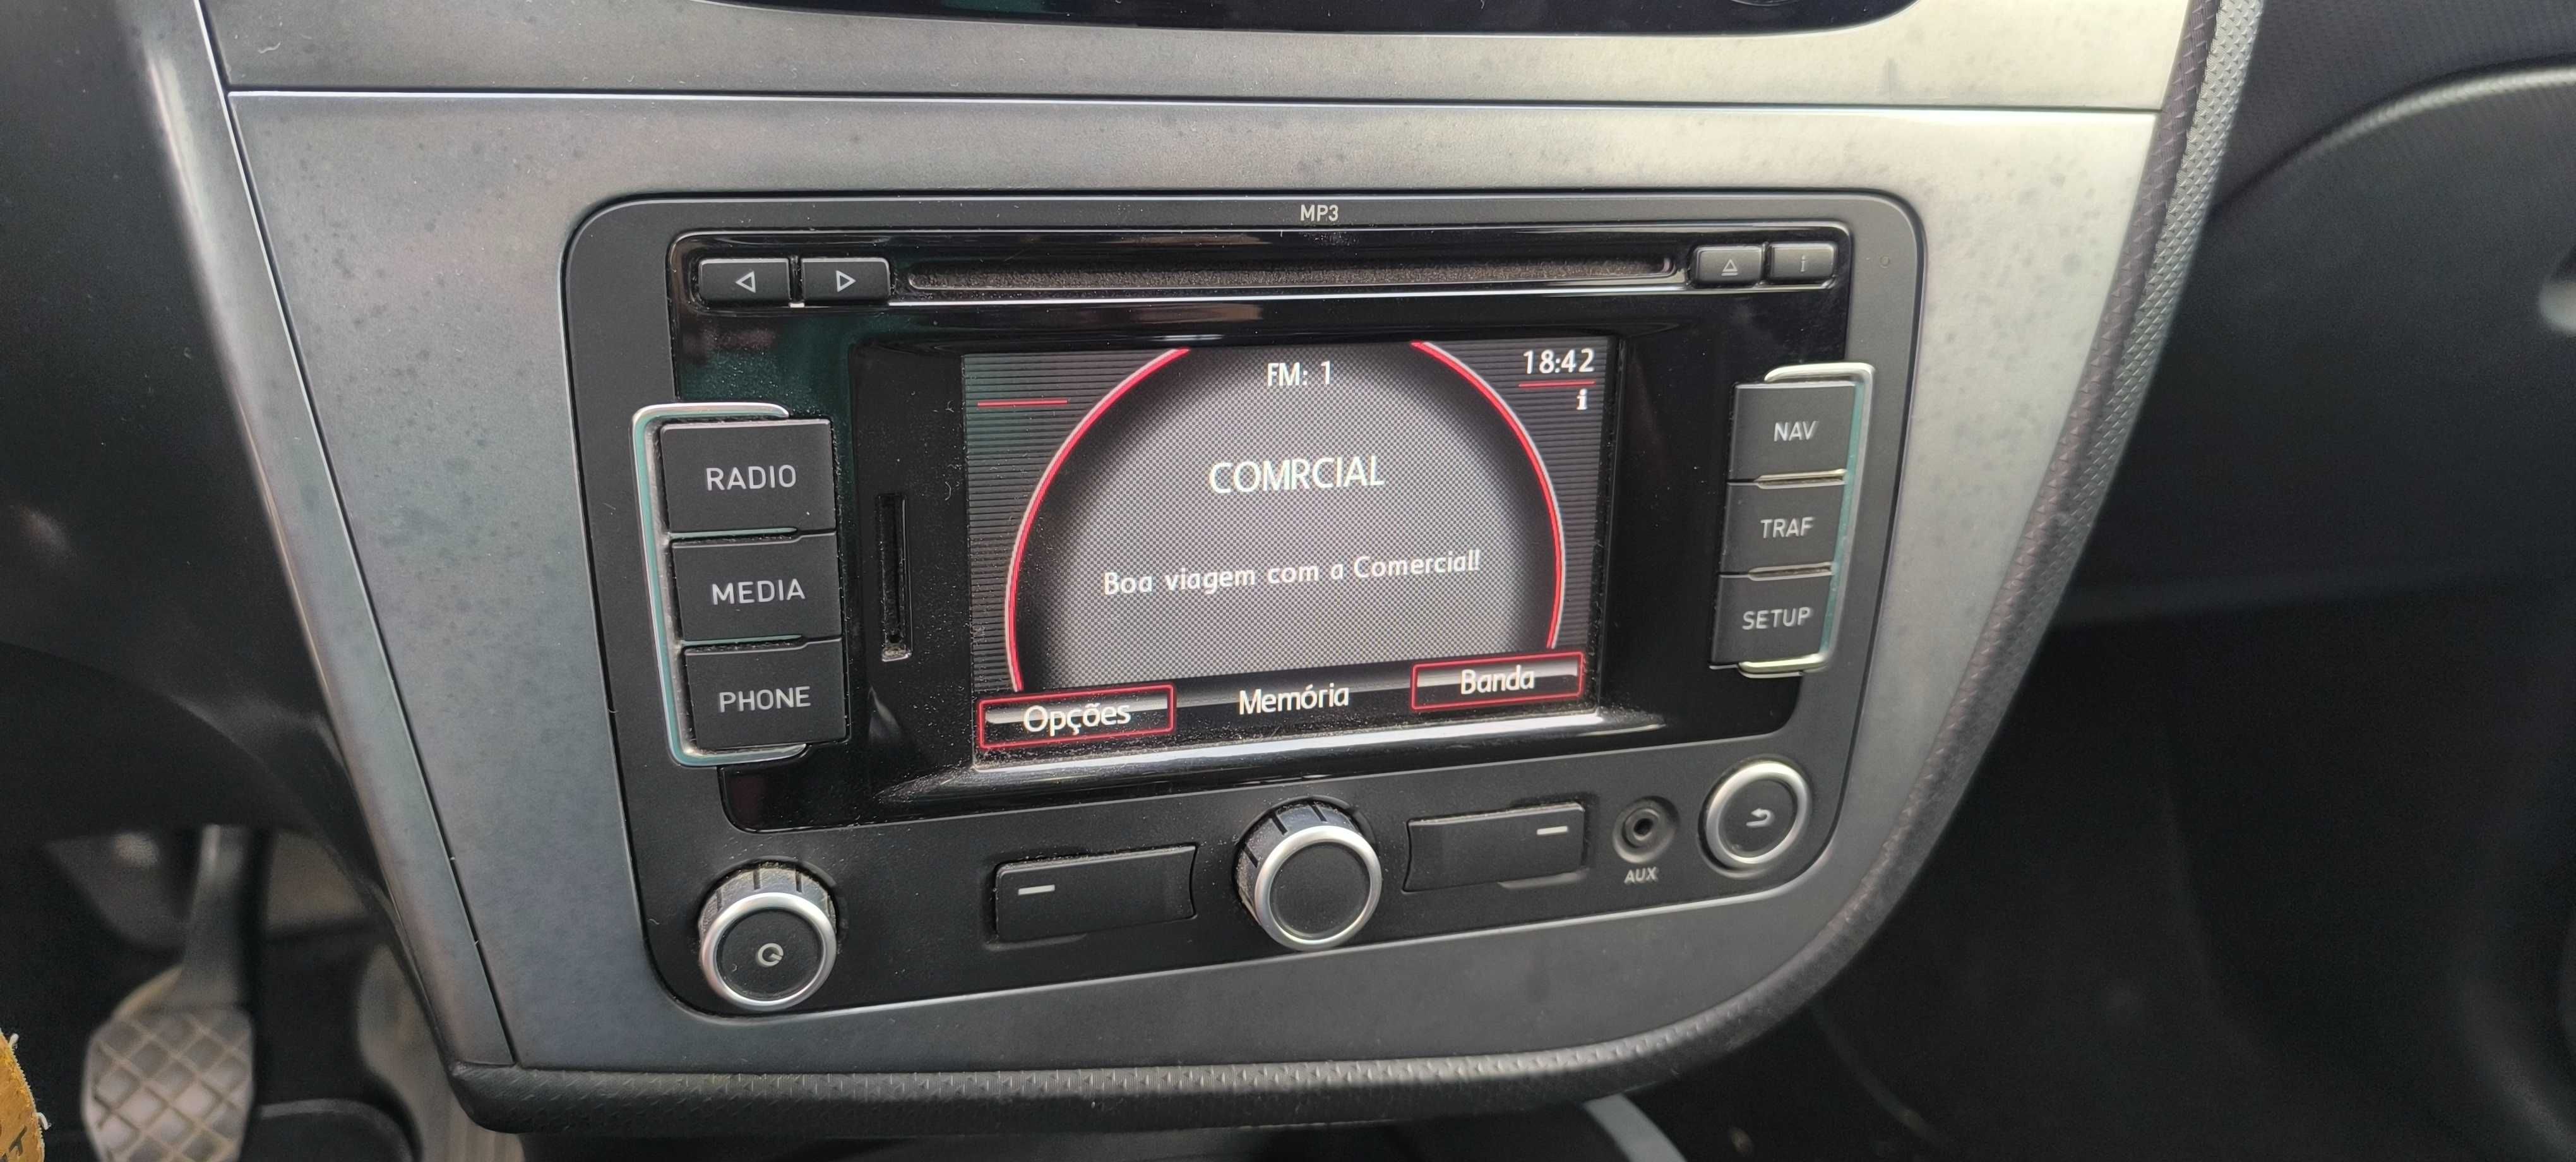 MP3
i
FM: 1
18:42
i
RADIO
MEDIA
PHONE
COMRCIAL
Boa viagem com a Comercial!
Opções
Memória
Banda
NAV
TRAF
SETUP
AUX